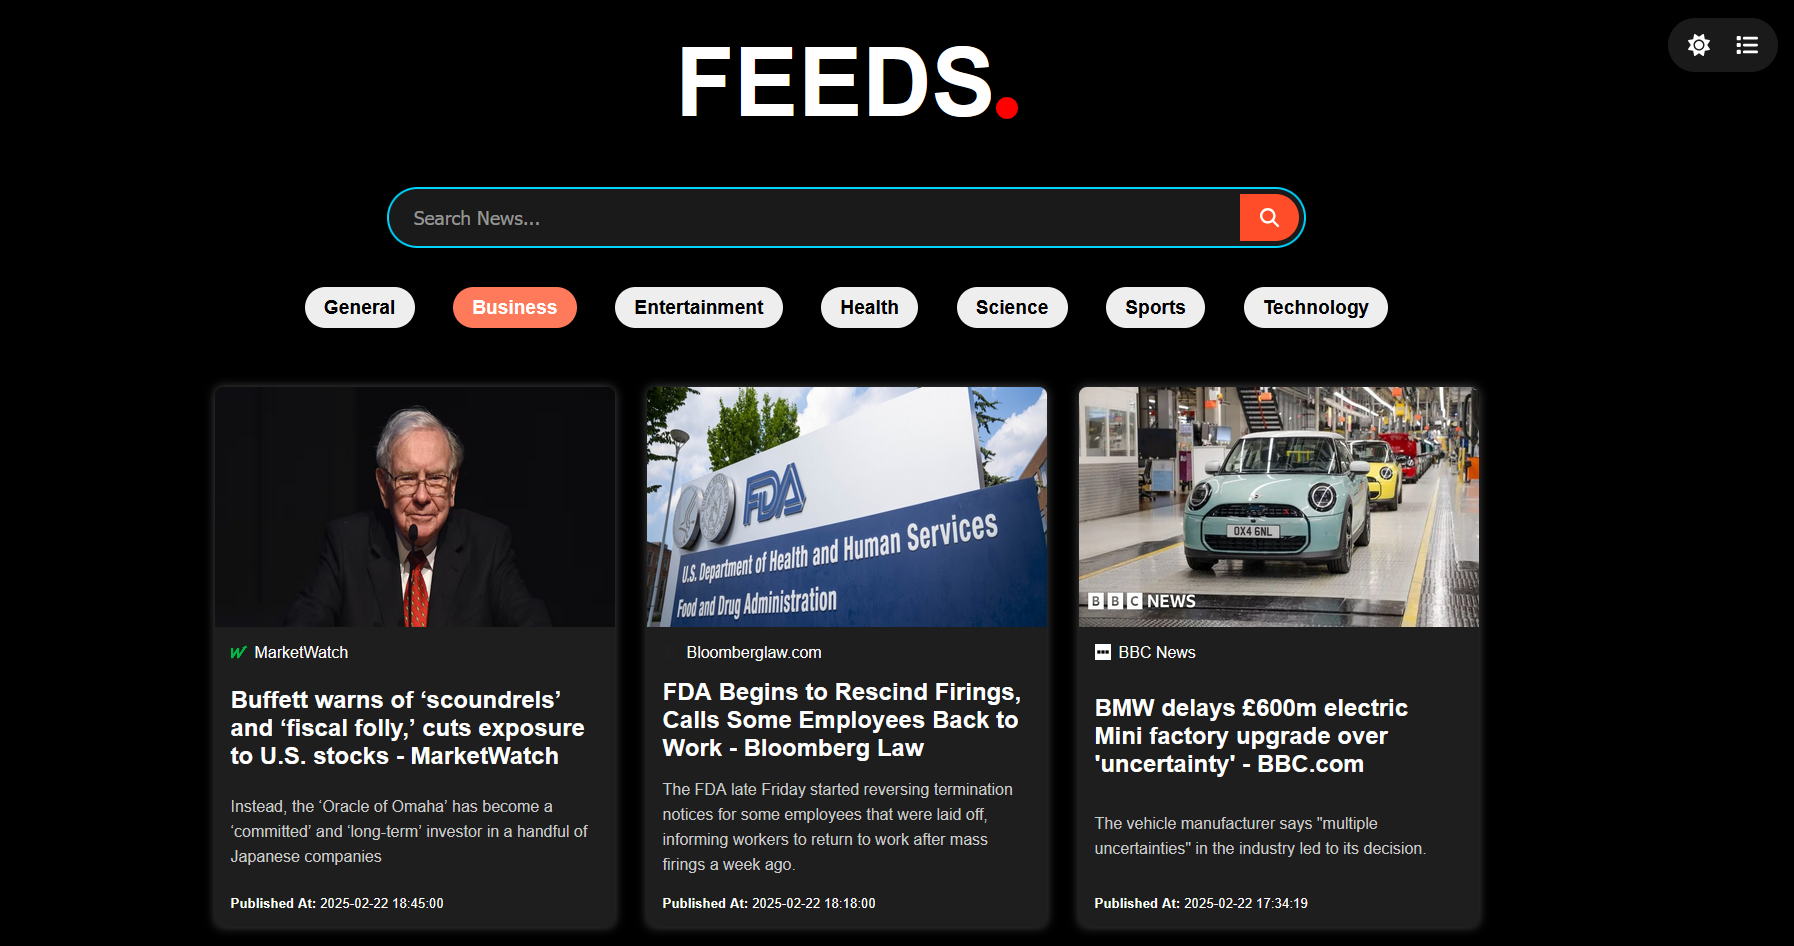 FEEDS.
Search News...
General
Business
Entertainment
Health
Science
Sports
Technology
FDA
U.S. Department of Health and Human Services
Food and Drug Administration
OX4 6NL
BBC NEWS
MarketWatch
Buffett warns of ‘scoundrels’
and ‘fiscal folly,’ cuts exposure
to U.S. stocks - MarketWatch
Instead, the ‘Oracle of Omaha’ has become a
‘committed’ and ‘long-term’ investor in a handful of
Japanese companies
Published At: 2025-02-22 18:45:00
Bloomberglaw.com
FDA Begins to Rescind Firings,
Calls Some Employees Back to
Work - Bloomberg Law
The FDA late Friday started reversing termination
notices for some employees that were laid off,
informing workers to return to work after mass
firings a week ago.
Published At: 2025-02-22 18:18:00
BBC News
BMW delays £600m electric
Mini factory upgrade over
'uncertainty' - BBC.com
The vehicle manufacturer says "multiple
uncertainties" in the industry led to its decision.
Published At: 2025-02-22 17:34:19